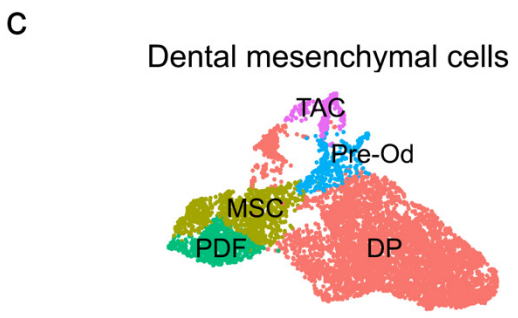 c
Dental mesenchymal cells
TAC
Pre-Od
MSC
PDF
DP